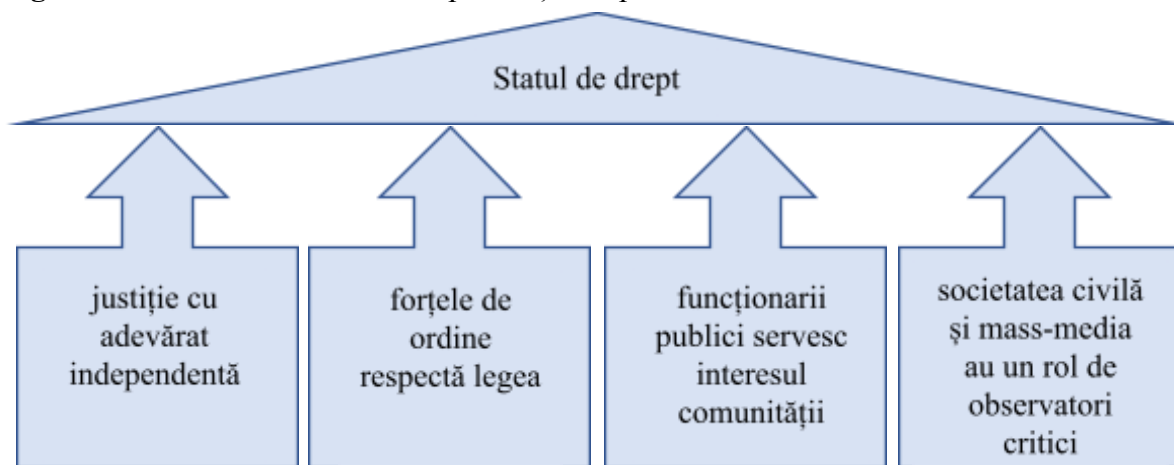 Statul de drept
justiție cu
adevărat
independentă
forțele de
ordine
respectă legea
funcționarii
publici servesc
interesul
comunității
societatea civilă
și mass-media
au un rol de
observatori
critici